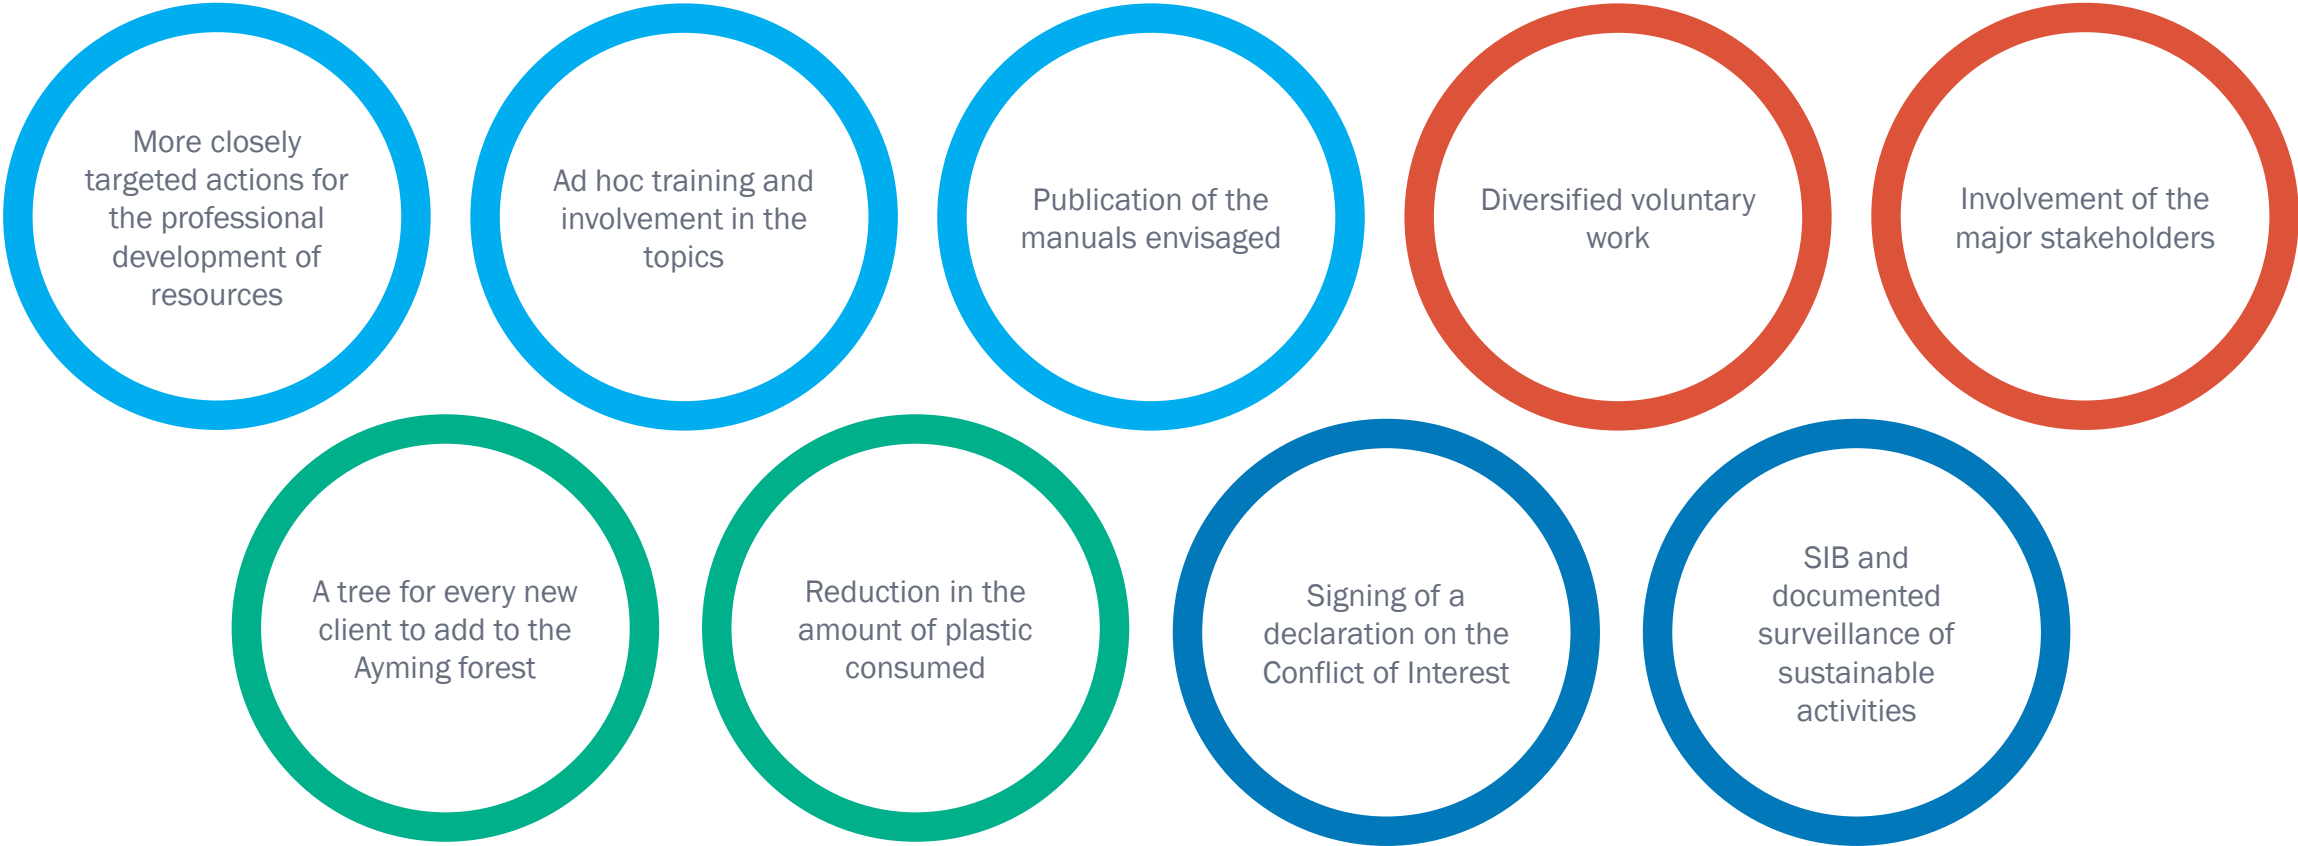 More closely
targeted actions for
the professional
development of
resources
Ad hoc training and
involvement in the
topics
Publication of the
manuals envisaged
Diversified voluntary
work
Involvement of the
major stakeholders
A tree for every new
client to add to the
Ayming forest
Reduction in the
amount of plastic
consumed
Signing of a
declaration on the
Conflict of Interest
SIB and
documented
surveillance of
sustainable
activities